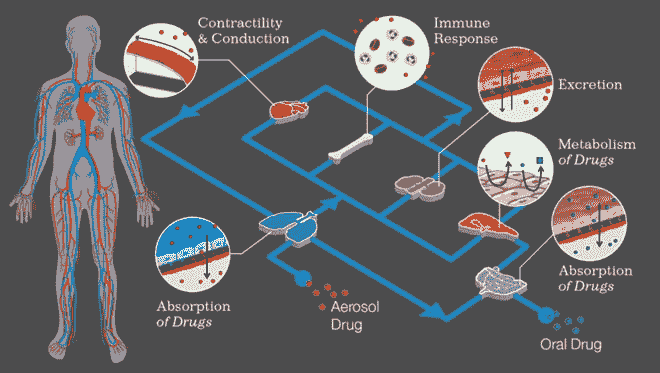 Contractility
& Conduction
Immune
Response
Excretion
Metabolism
of Drugs
Absorption
of Drugs
Absorption
of Drugs
Aerosol
Drug
Oral Drug